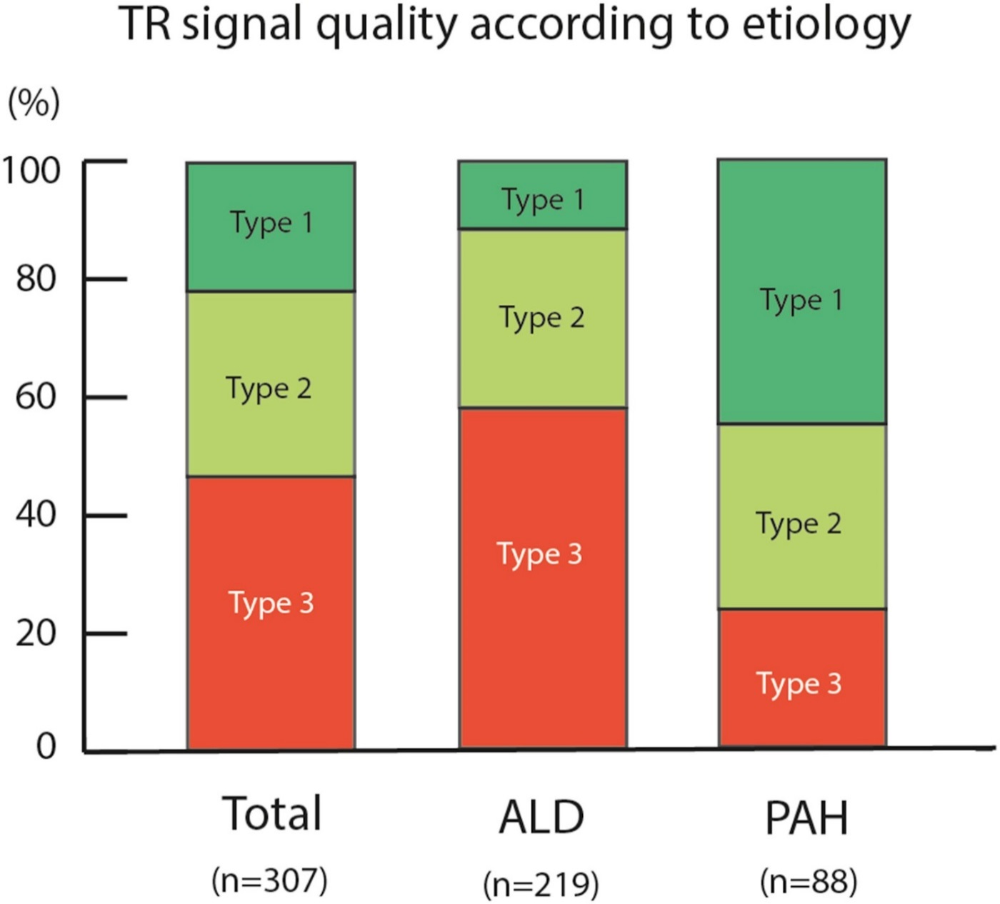 TR signal quality according to etiology
(%)
100
80
60
40
20
0
Type 1
Type 2
Type 3
Type 1
Type 2
Type 3
Type 1
Type 2
Type 3
Total
(n=307)
ALD
(n=219)
PAH
(n=88)